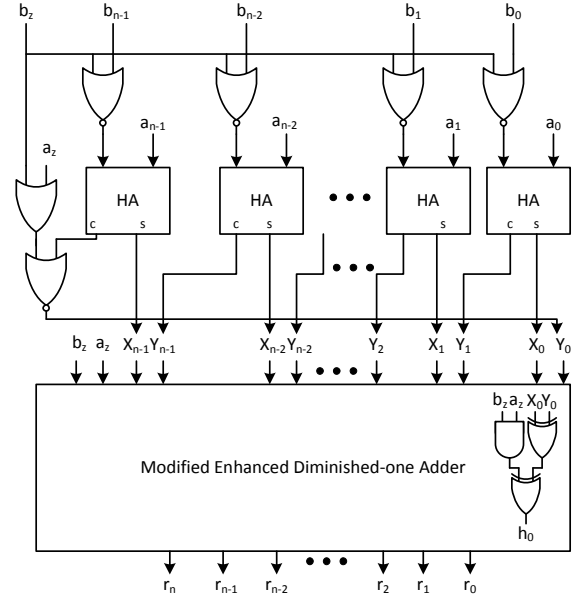 b_z b_{n-1} b_{n-2} b_1 b_0
a_z a_{n-1} a_{n-2} a_1 a_0
HA HA HA HA
c s c s s c s
b_z a_z X_{n-1} Y_{n-1} X_{n-2} Y_{n-2} Y_2 X_1 Y_1 X_0 Y_0
b_z a_z X_0 Y_0
Modified Enhanced Diminished-one Adder
h_0
r_n r_{n-1} r_{n-2} r_2 r_1 r_0